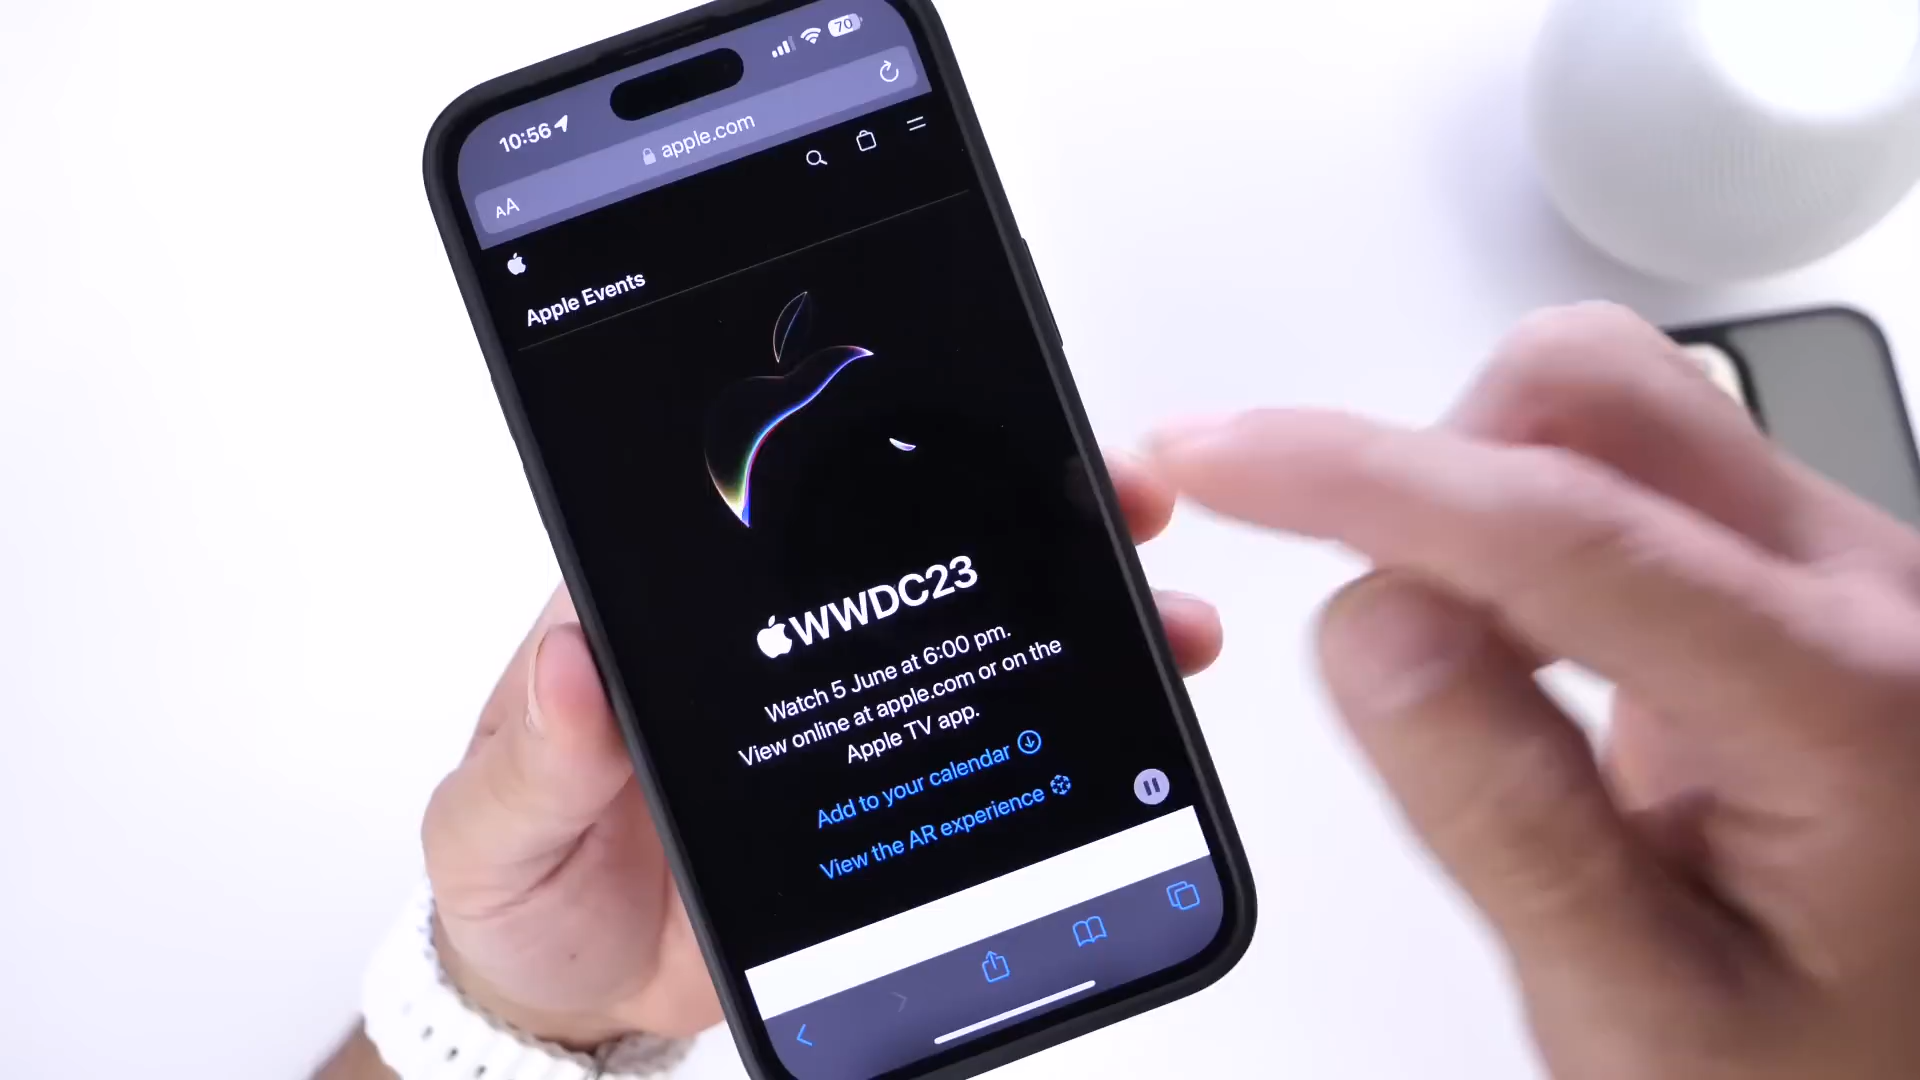 10:56
70
AA
apple.com
Apple Events
WWDC23
Watch 5 June at 6:00 pm.
View online at apple.com or on the
Apple TV app.
Add to your calendar
View the AR experience